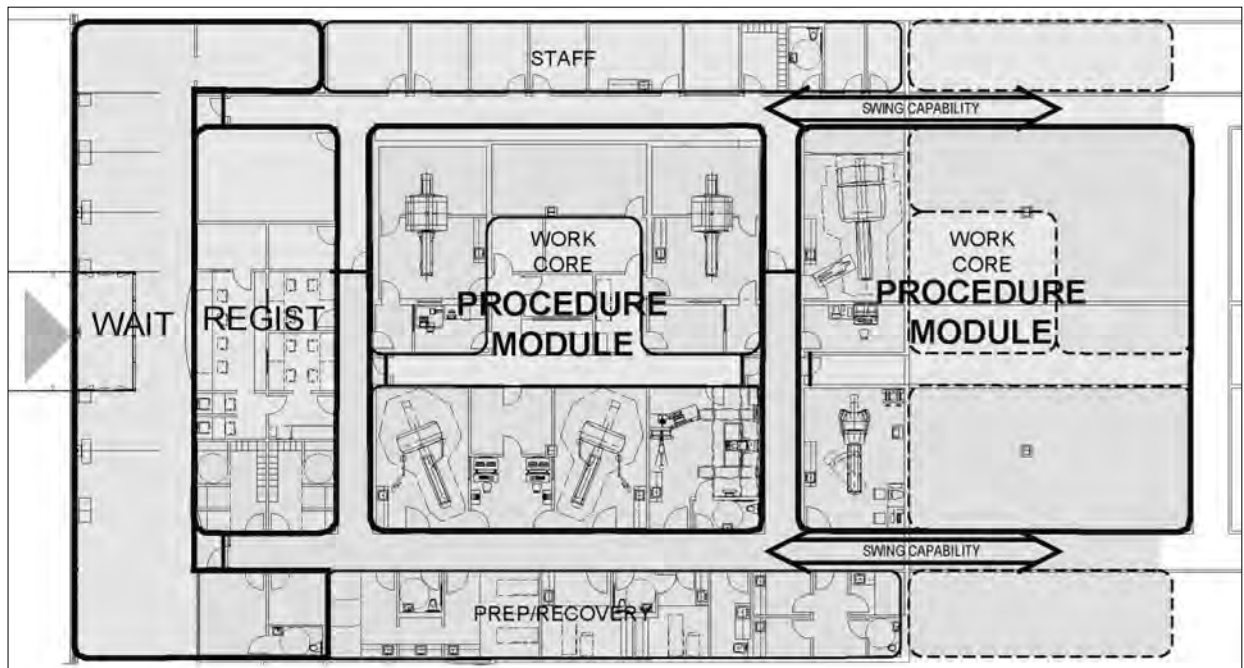 STAFF
SWING CAPABILITY
WORK
CORE
PROCEDURE
MODULE
WORK
CORE
PROCEDURE
MODULE
WAIT
REGIST
SWING CAPABILITY
PREP/RECOVERY